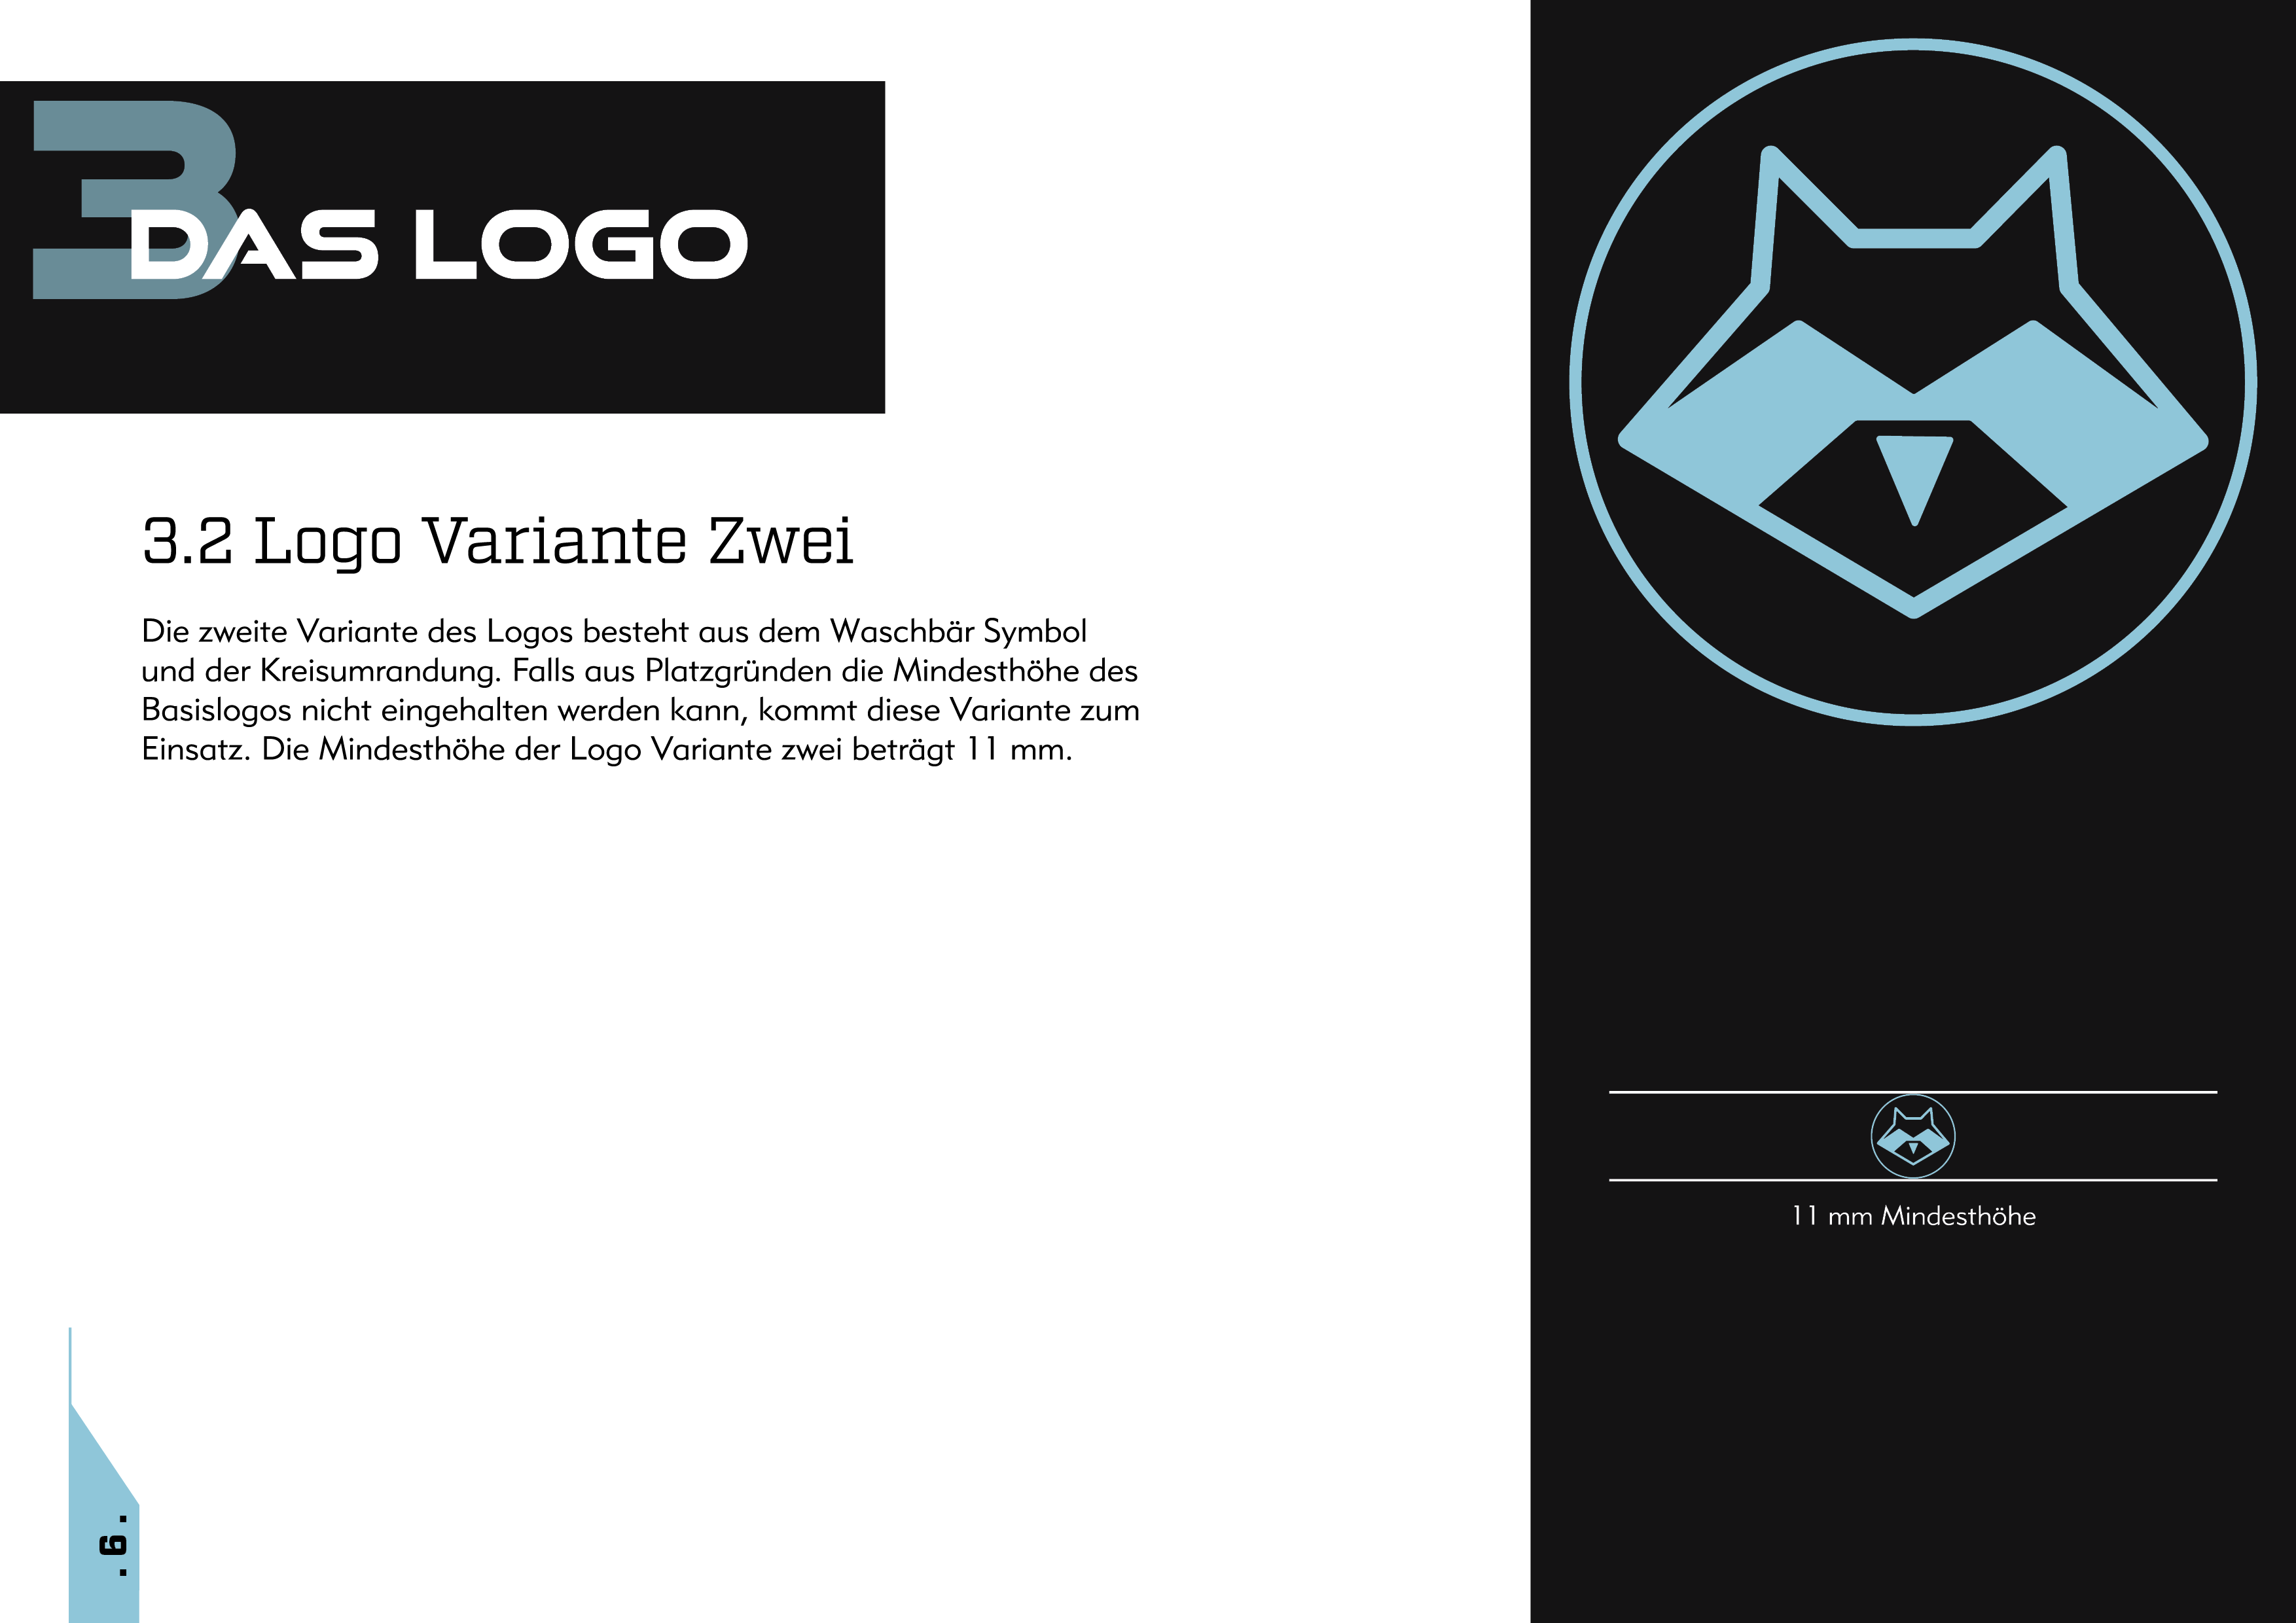 3
DAS LOGO
3.2 Logo Variante Zwei
Die zweite Variante des Logos besteht aus dem Waschbär Symbol
und der Kreisumrandung. Falls aus Platzgründen die Mindesthöhe des
Basislogos nicht eingehalten werden kann, kommt diese Variante zum
Einsatz. Die Mindesthöhe der Logo Variante zwei beträgt 11 mm.
11 mm Mindesthöhe
. 6 .